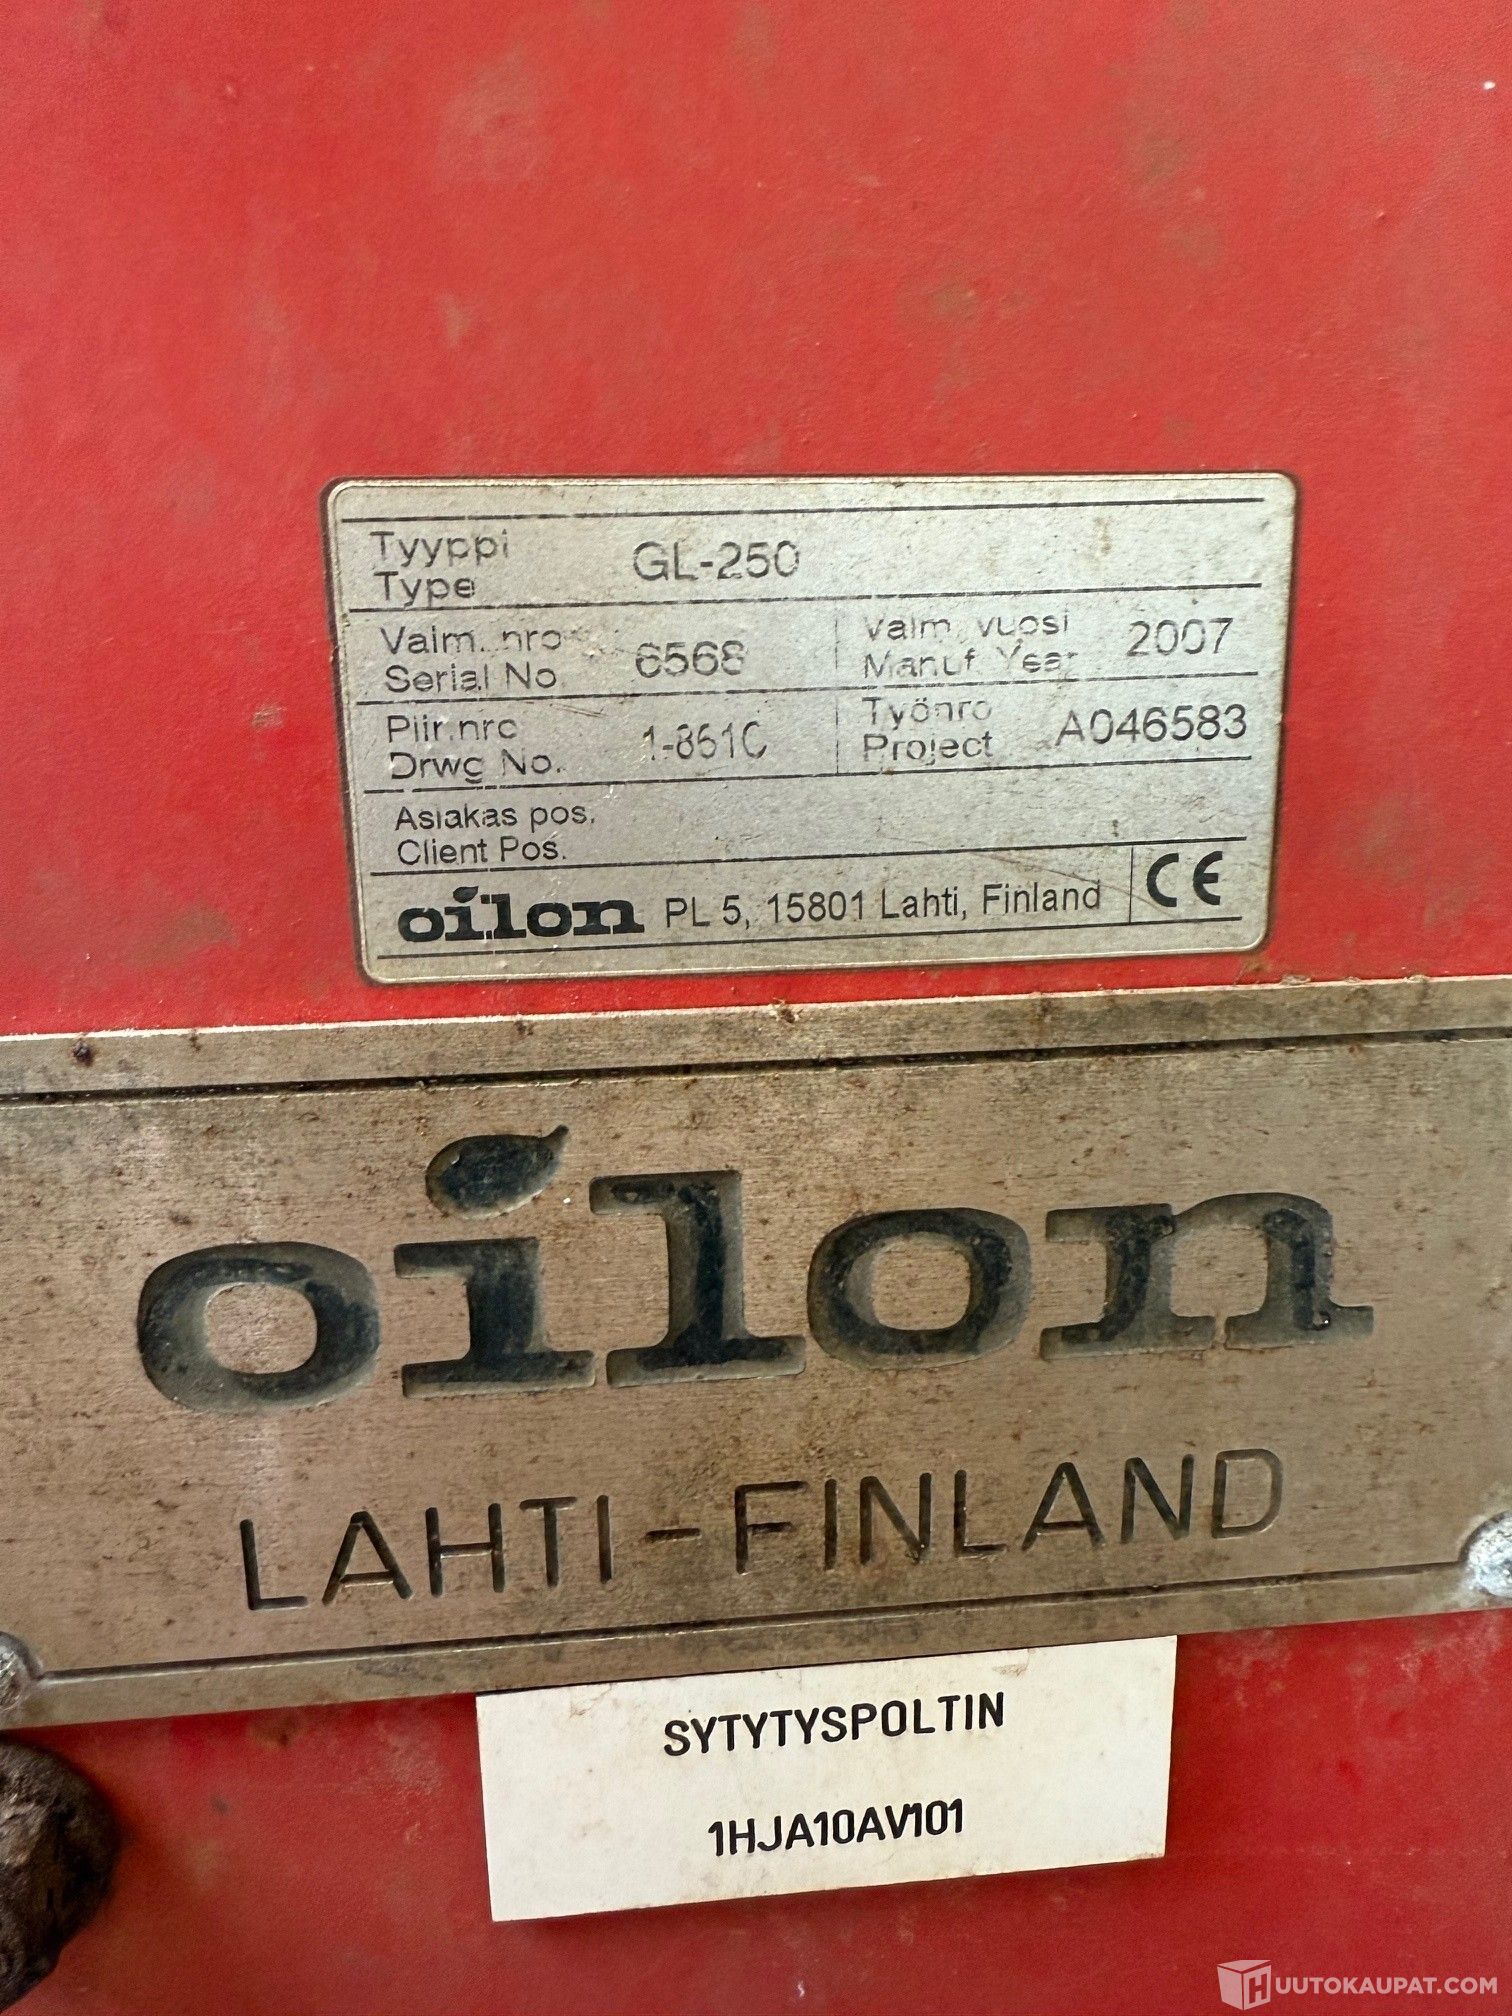 Tyyppi
Type
GL-250
Valm. nro
Serial No.
6568
Valm. vuosi
Manuf. Year
2007
Piir.nro
Drwg No.
Työnro
Project
A046583
Asiakas pos.
Client Pos.
oilon PL 5, 15801 Lahti, Finland CE
oilon
LAHTI-FINLAND
SYTYTYSPOLTIN
1HJA10AV101
HUUTOKAUPAT.COM